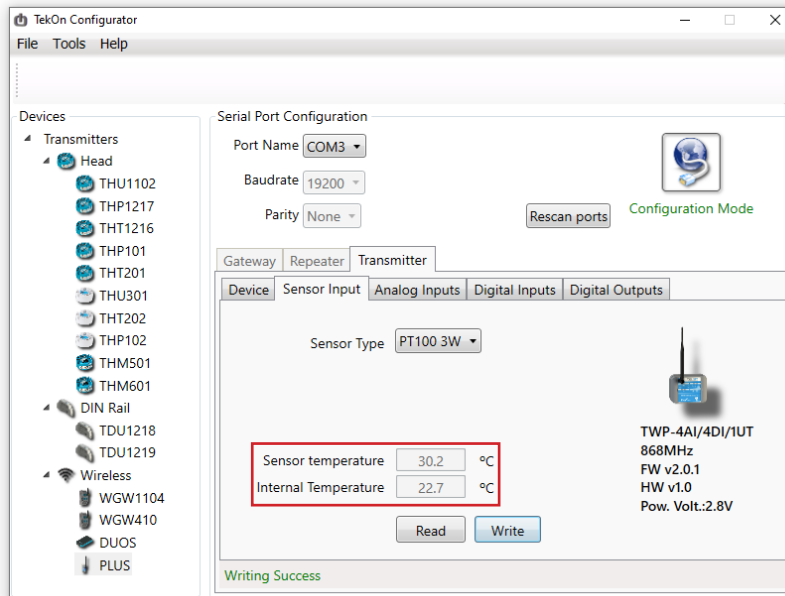 TekOn Configurator
File Tools Help
Devices
Transmitters
Head
THU1102
THP1217
THT1216
THP101
THT201
THU301
THT202
THP102
THM501
THM601
DIN Rail
TDU1218
TDU1219
Wireless
WGW1104
WGW410
DUOS
PLUS
Serial Port Configuration
Port Name COM3
Baudrate 19200
Parity None
Rescan ports
Configuration Mode
Gateway Repeater Transmitter
Device Sensor Input Analog Inputs Digital Inputs Digital Outputs
Sensor Type PT100 3W
Sensor temperature 30.2 ºC
Internal Temperature 22.7 ºC
Read Write
TWP-4AI/4DI/1UT
868MHz
FW v2.0.1
HW v1.0
Pow. Volt.:2.8V
Writing Success